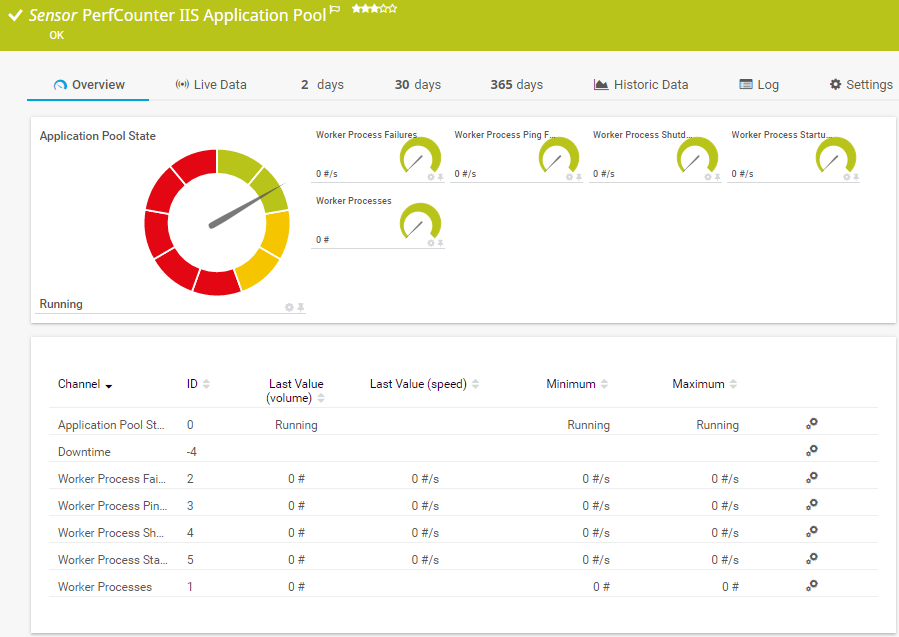 Sensor PerfCounter IIS Application Pool
OK
Overview Live Data 2 days 30 days 365 days Historic Data Log Settings
Application Pool State
Worker Process Failures Worker Process Ping F... Worker Process Shutd... Worker Process Startu...
0 #/s 0 #/s 0 #/s 0 #/s
Worker Processes
0 #
Running
Channel ID Last Value (volume) Last Value (speed) Minimum Maximum
Application Pool St... 0 Running Running Running
Downtime -4
Worker Process Fai... 2 0 # 0 #/s 0 #/s 0 #/s
Worker Process Pin... 3 0 # 0 #/s 0 #/s 0 #/s
Worker Process Sh... 4 0 # 0 #/s 0 #/s 0 #/s
Worker Process Sta... 5 0 # 0 #/s 0 #/s 0 #/s
Worker Processes 1 0 # 0 # 0 #